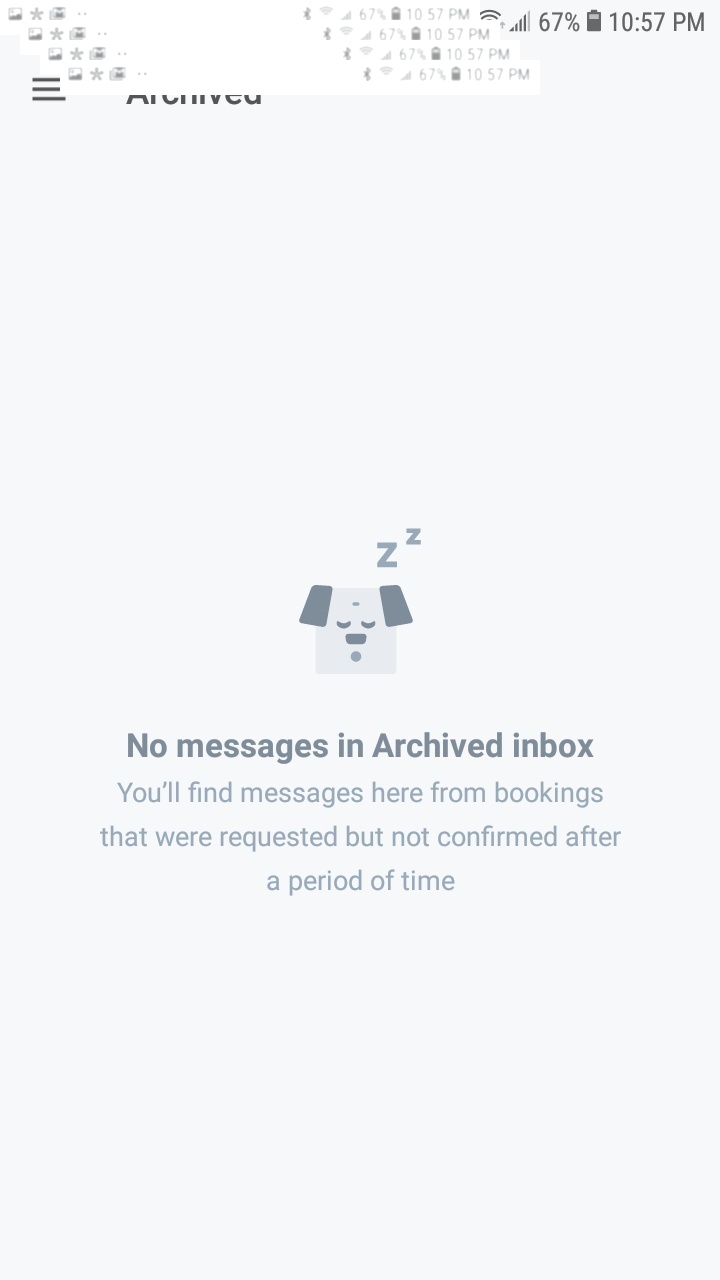 67% 10 57 PM
67% 10:57 PM
67% 10 57 PM
67% 10 57 PM
67% 10 57 PM
Archived
z z
No messages in Archived inbox
You’ll find messages here from bookings
that were requested but not confirmed after
a period of time